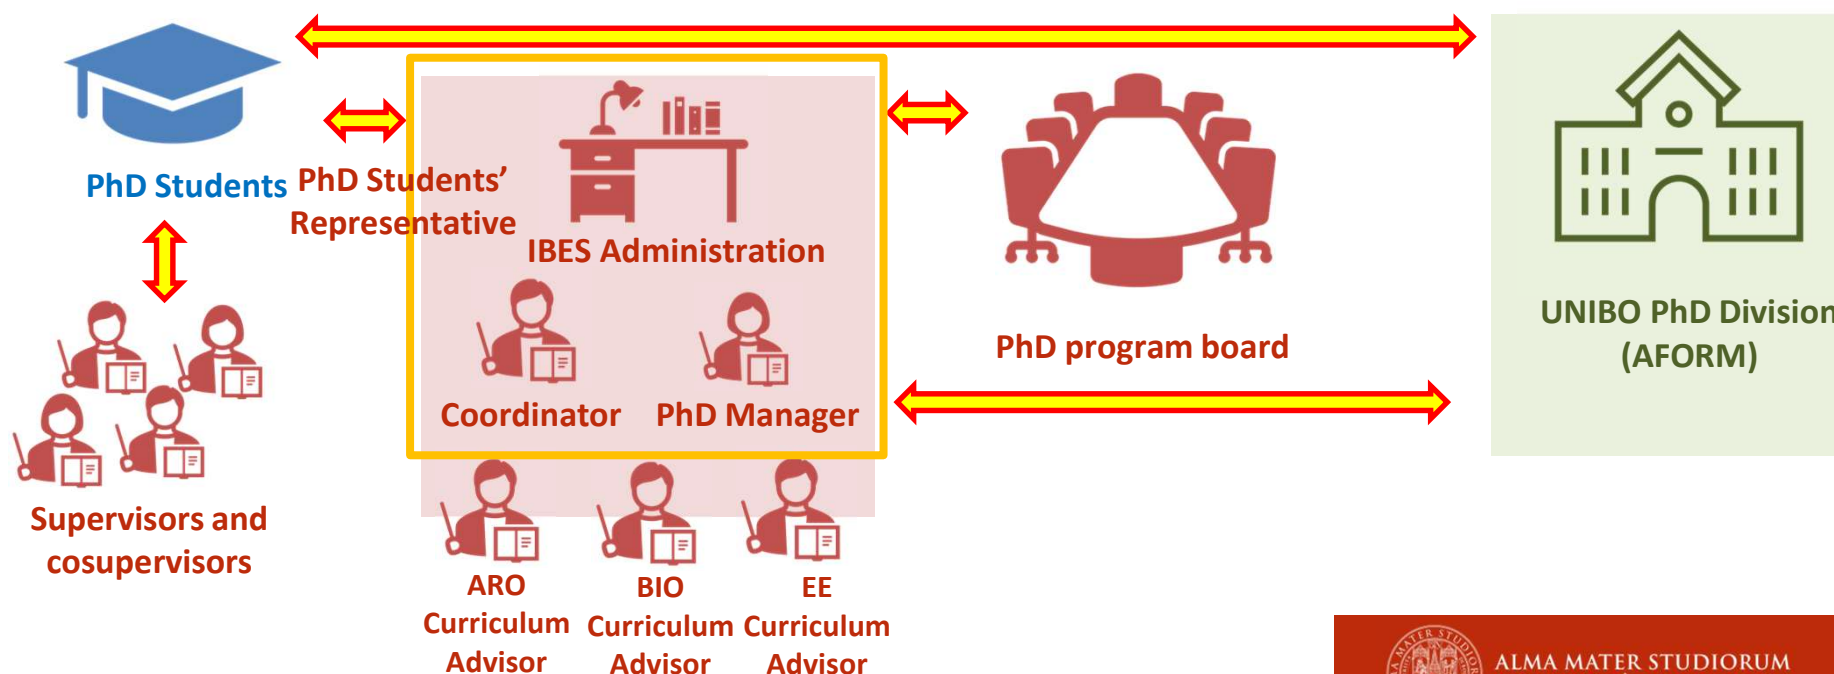 PhD Students
PhD Students’
Representative
IBES Administration
Coordinator
PhD Manager
PhD program board
UNIBO PhD Division
(AFORM)
Supervisors and
cosupervisors
ARO
Curriculum
Advisor
BIO
Curriculum
Advisor
EE
Curriculum
Advisor
ALMA MATER STUDIORUM